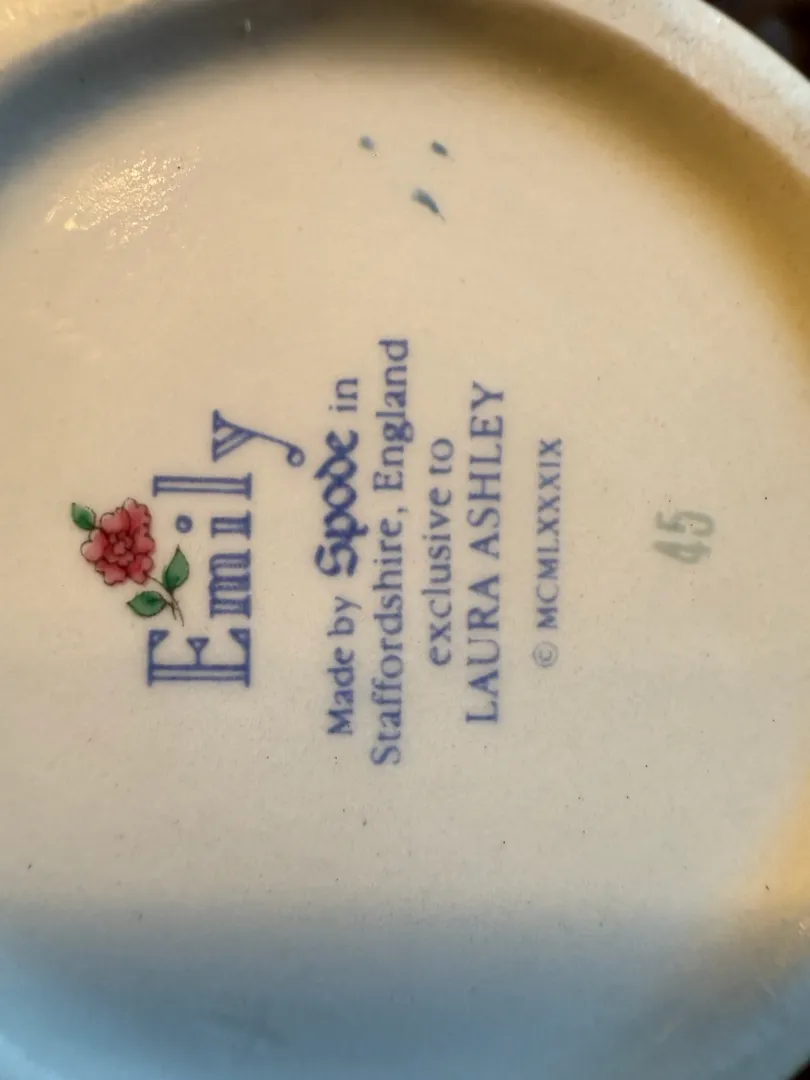 Emily
Made by Spode in
Staffordshire, England
exclusive to
LAURA ASHLEY
© MCMLXXXIX
45